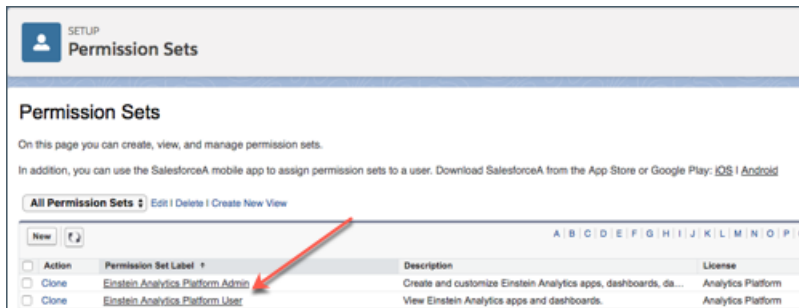 SETUP
Permission Sets
Permission Sets
On this page you can create, view, and manage permission sets.
In addition, you can use the SalesforceA mobile app to assign permission sets to a user. Download SalesforceA from the App Store or Google Play: iOS | Android
All Permission Sets Edit | Delete | Create New View
New A | B | C | D | E | F | G | H | I | J | K | L | M | N | O | P |
Action Permission Set Label ↑ Description License
Clone Einstein Analytics Platform Admin Create and customize Einstein Analytics apps, dashboards, da... Analytics Platform
Clone Einstein Analytics Platform User View Einstein Analytics apps and dashboards. Analytics Platform